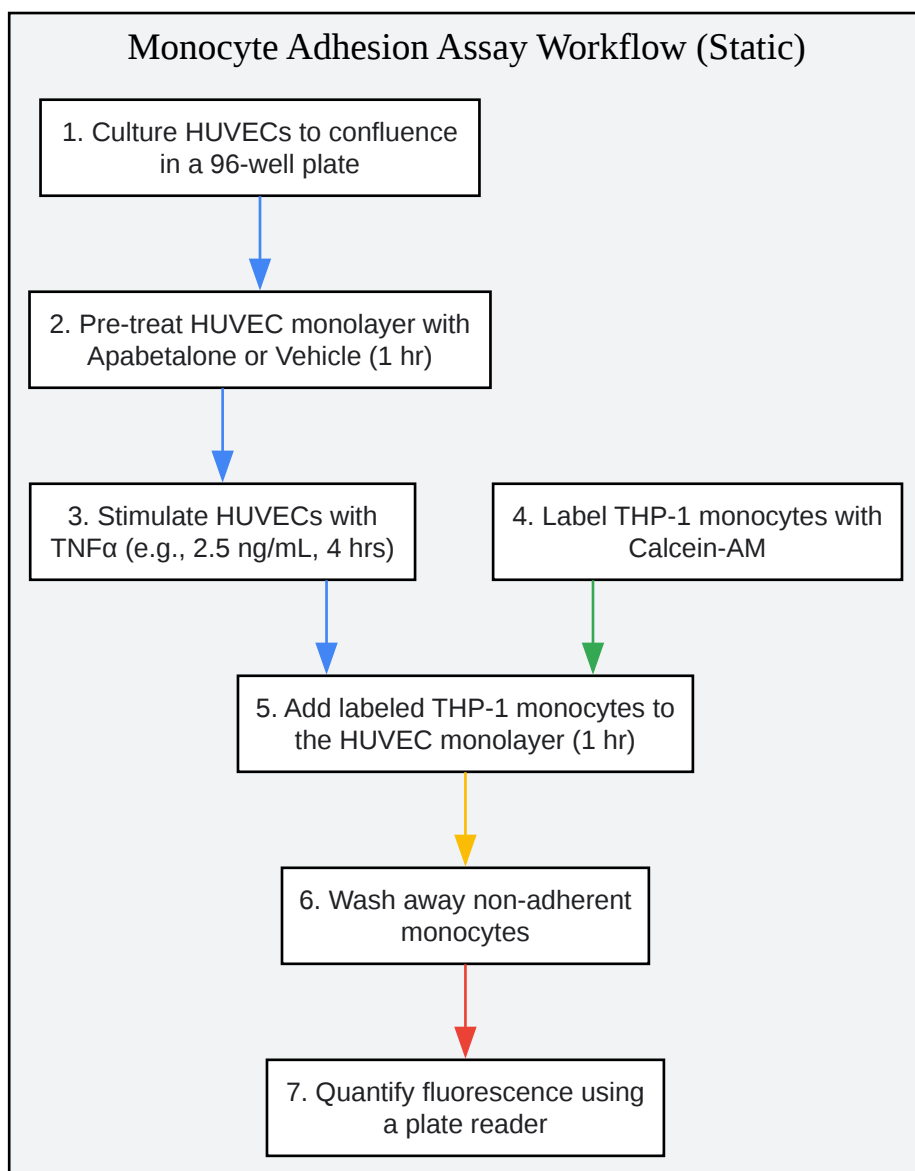 Monocyte Adhesion Assay Workflow (Static)
1. Culture HUVECs to confluence
in a 96-well plate
2. Pre-treat HUVEC monolayer with
Apabetalone or Vehicle (1 hr)
3. Stimulate HUVECs with
TNFα (e.g., 2.5 ng/mL, 4 hrs)
4. Label THP-1 monocytes with
Calcein-AM
5. Add labeled THP-1 monocytes to
the HUVEC monolayer (1 hr)
6. Wash away non-adherent
monocytes
7. Quantify fluorescence using
a plate reader